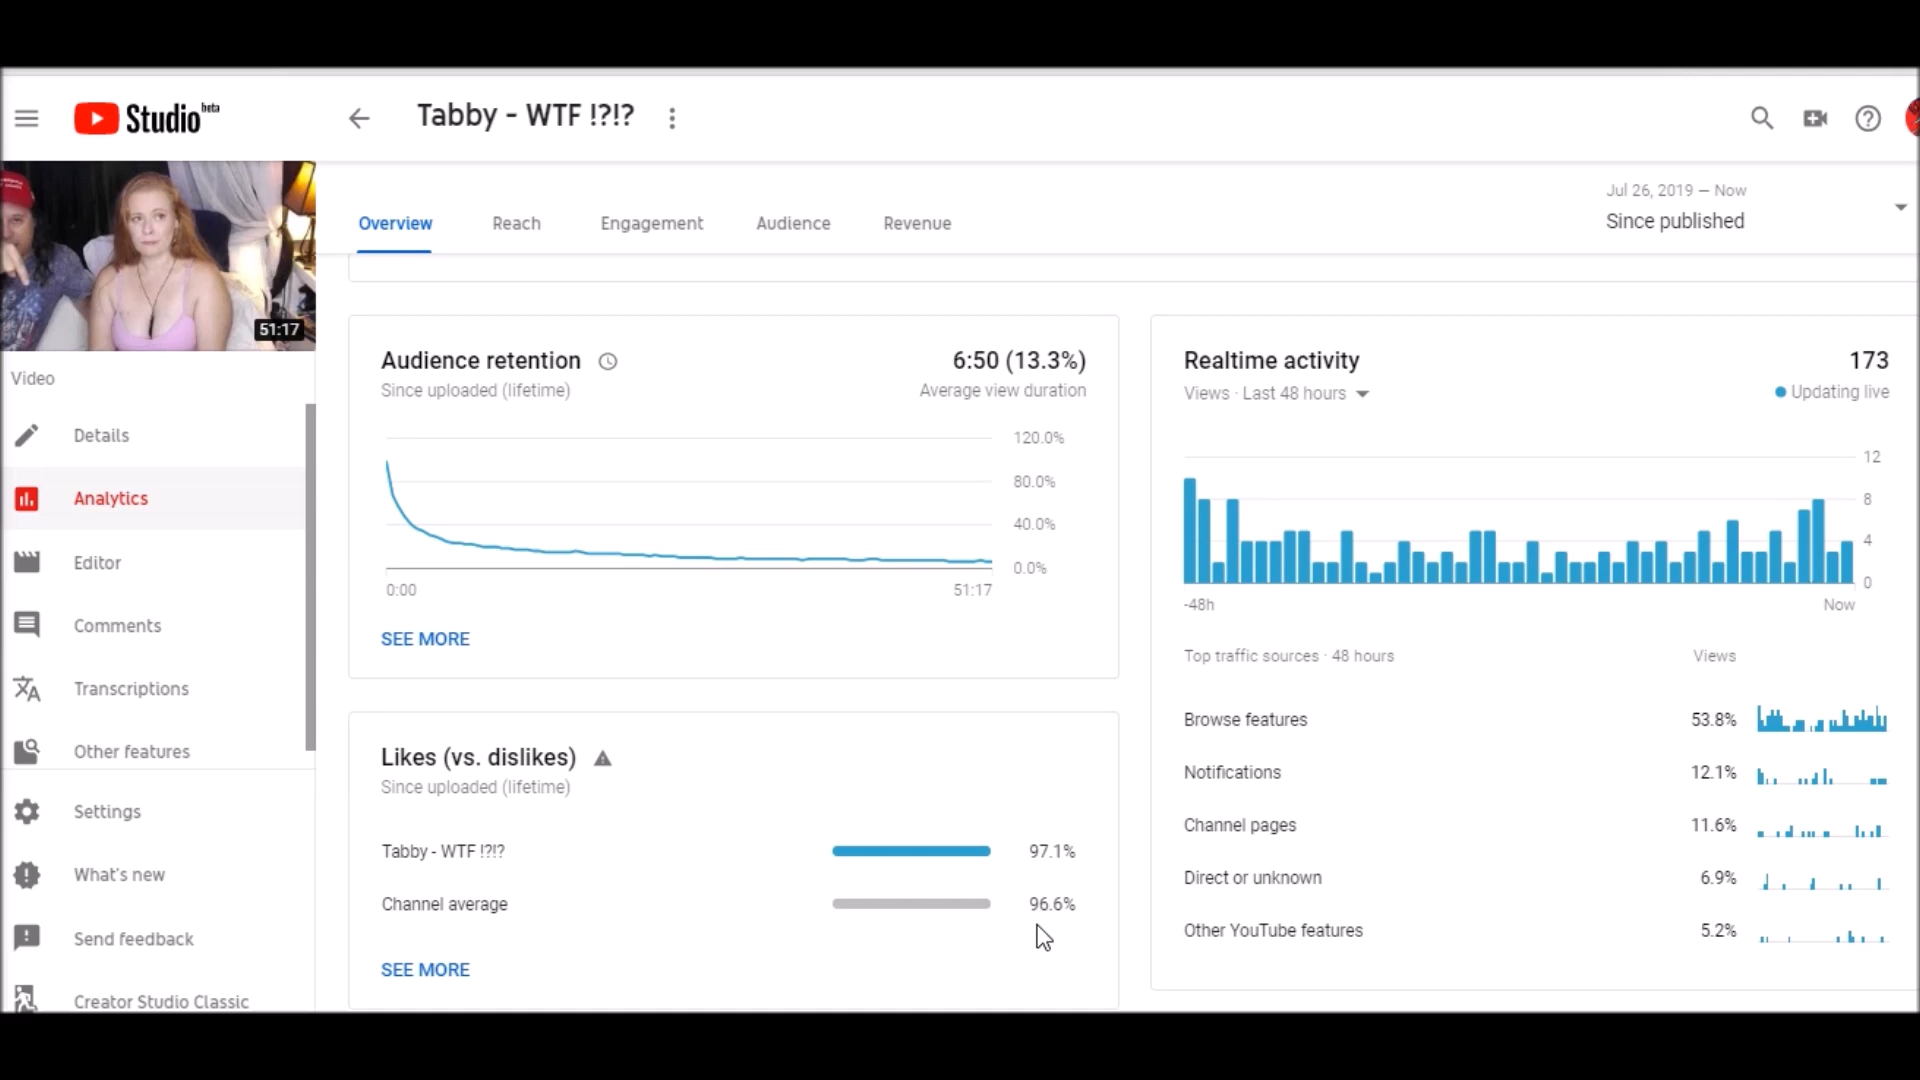 Studio beta
Tabby - WTF !?!?
51:17
Video
Details
Analytics
Editor
Comments
Transcriptions
Other features
Settings
What's new
Send feedback
Creator Studio Classic
Overview
Reach
Engagement
Audience
Revenue
Jul 26, 2019 – Now
Since published
Audience retention
Since uploaded (lifetime)
6:50 (13.3%)
Average view duration
120.0%
80.0%
40.0%
0.0%
0:00
51:17
SEE MORE
Likes (vs. dislikes)
Since uploaded (lifetime)
Tabby - WTF !?!?
97.1%
Channel average
96.6%
SEE MORE
Realtime activity
173
Views · Last 48 hours
Updating live
12
8
4
0
-48h
Now
Top traffic sources · 48 hours
Views
Browse features
53.8%
Notifications
12.1%
Channel pages
11.6%
Direct or unknown
6.9%
Other YouTube features
5.2%